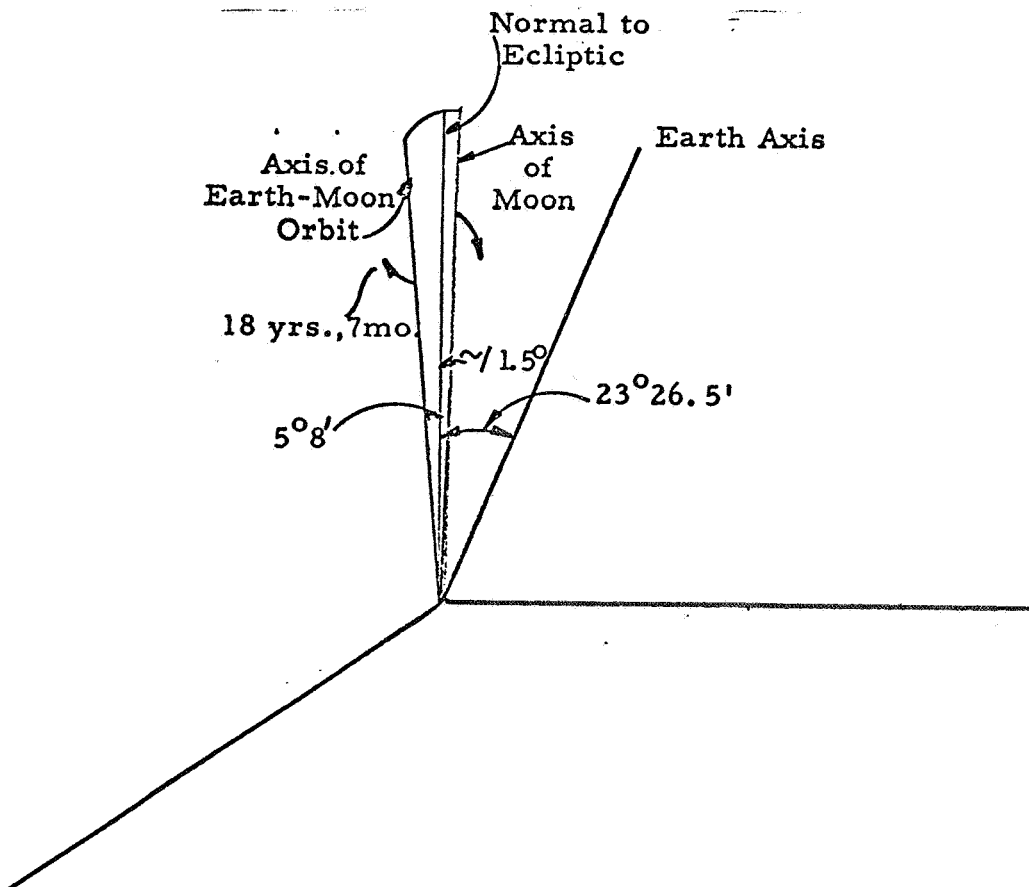 Normal to
Ecliptic
Axis of
Earth-Moon
Orbit
Axis
of
Moon
Earth Axis
18 yrs.,7mo.
~/1.5°
23°26.5'
5°8'